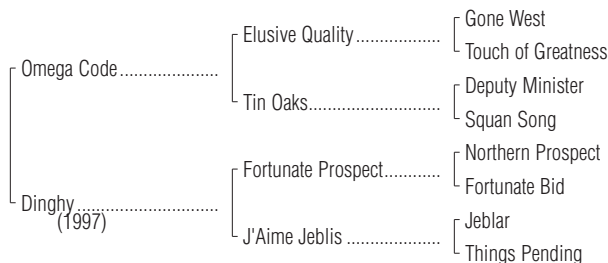 Gone West
Elusive Quality ....................
Touch of Greatness
Omega Code .......................
Deputy Minister
Tin Oaks ...............................
Squan Song
Northern Prospect
Fortunate Prospect .............
Fortunate Bid
Dinghy .................................
(1997)
Jeblar
J'Aime Jeblis ......................
Things Pending